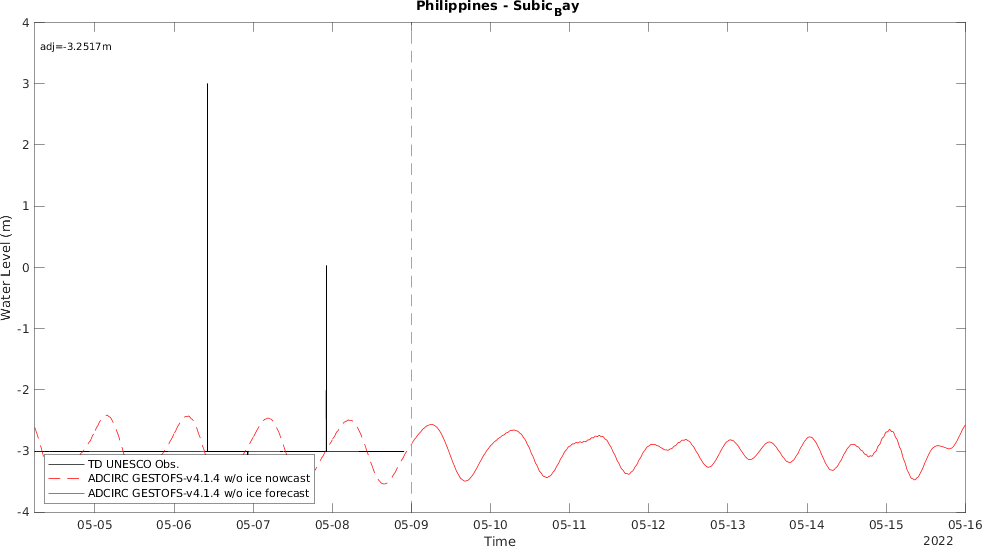 Philippines - Subic_Bay
adj=-3.2517m
4
3
2
1
0
-1
-2
-3
-4
Water Level (m)
TD UNESCO Obs.
ADCIRC GESTOFS-v4.1.4 w/o ice nowcast
ADCIRC GESTOFS-v4.1.4 w/o ice forecast
05-05 05-06 05-07 05-08 05-09 05-10 05-11 05-12 05-13 05-14 05-15 05-16
Time
2022